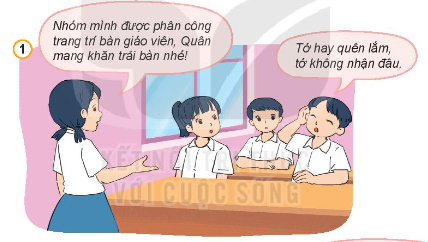 1
Nhóm mình được phân công
trang trí bàn giáo viên, Quân
mang khăn trải bàn nhé!
Tớ hay quên lắm,
tớ không nhận đâu.
KẾT NỐI TRI THỨC
VỚI CUỘC SỐNG